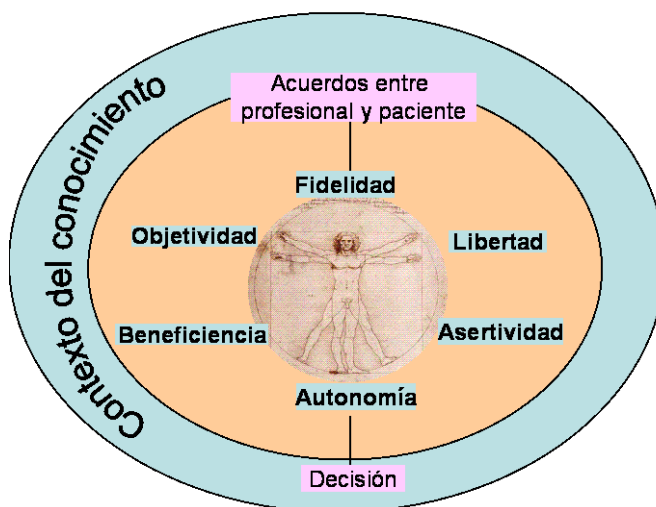 Contexto del conocimiento
Acuerdos entre
profesional y paciente
Fidelidad
Objetividad
Libertad
Beneficiencia
Asertividad
Autonomía
Decisión